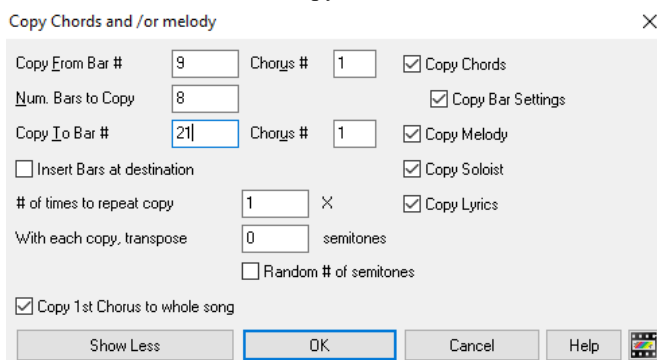 Copy Chords and /or melody
Copy From Bar # 9 Chorus # 1 Copy Chords
Num. Bars to Copy 8 Copy Bar Settings
Copy To Bar # 21 Chorus # 1 Copy Melody
Insert Bars at destination Copy Soloist
# of times to repeat copy 1 X Copy Lyrics
With each copy, transpose 0 semitones
Random # of semitones
Copy 1st Chorus to whole song
Show Less OK Cancel Help